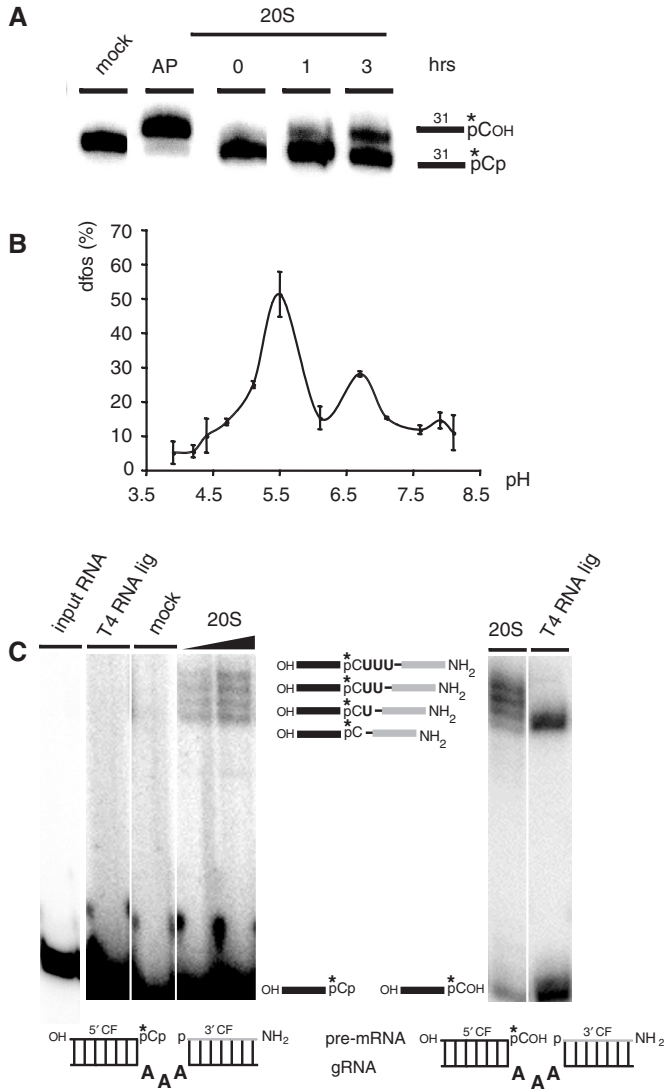 A
20S
mock AP 0 1 3 hrs
31 *pCOH
31 *pCp
B
dfos (%)
70
60
50
40
30
20
10
0
3.5 4.5 5.5 6.5 7.5 8.5 pH
C
input RNA T4 RNA lig mock 20S
20S T4 RNA lig
OH *pCUUU NH2
OH *pCUU NH2
OH *pCU NH2
OH *pC NH2
OH *pCp OH *pCOH
OH 5′ CF *pCp p 3′ CF NH2 pre-mRNA OH 5′ CF *pCOH p 3′ CF NH2
A A A gRNA A A A